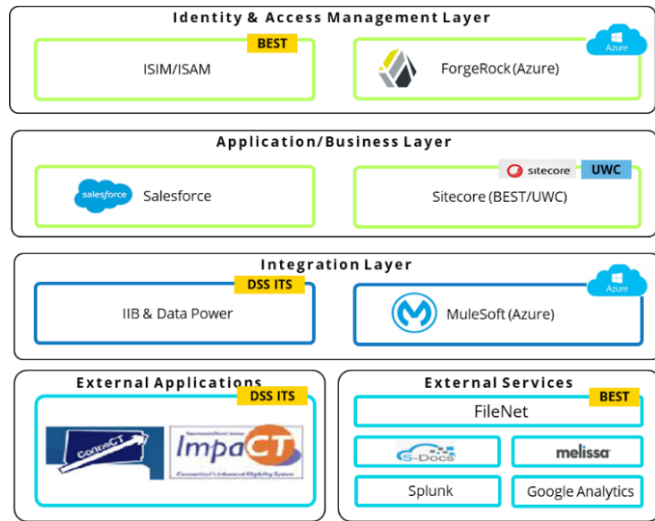 Identity & Access Management Layer
BEST
ISIM/ISAM
ForgeRock (Azure)
Azure
Application/Business Layer
salesforce
Salesforce
sitecore
UWC
Sitecore (BEST/UWC)
Integration Layer
DSS ITS
IIB & Data Power
MuleSoft (Azure)
Azure
External Applications
DSS ITS
ConneCT
ImpaCT
External Services
BEST
FileNet
S-Docs
melissa
Splunk
Google Analytics